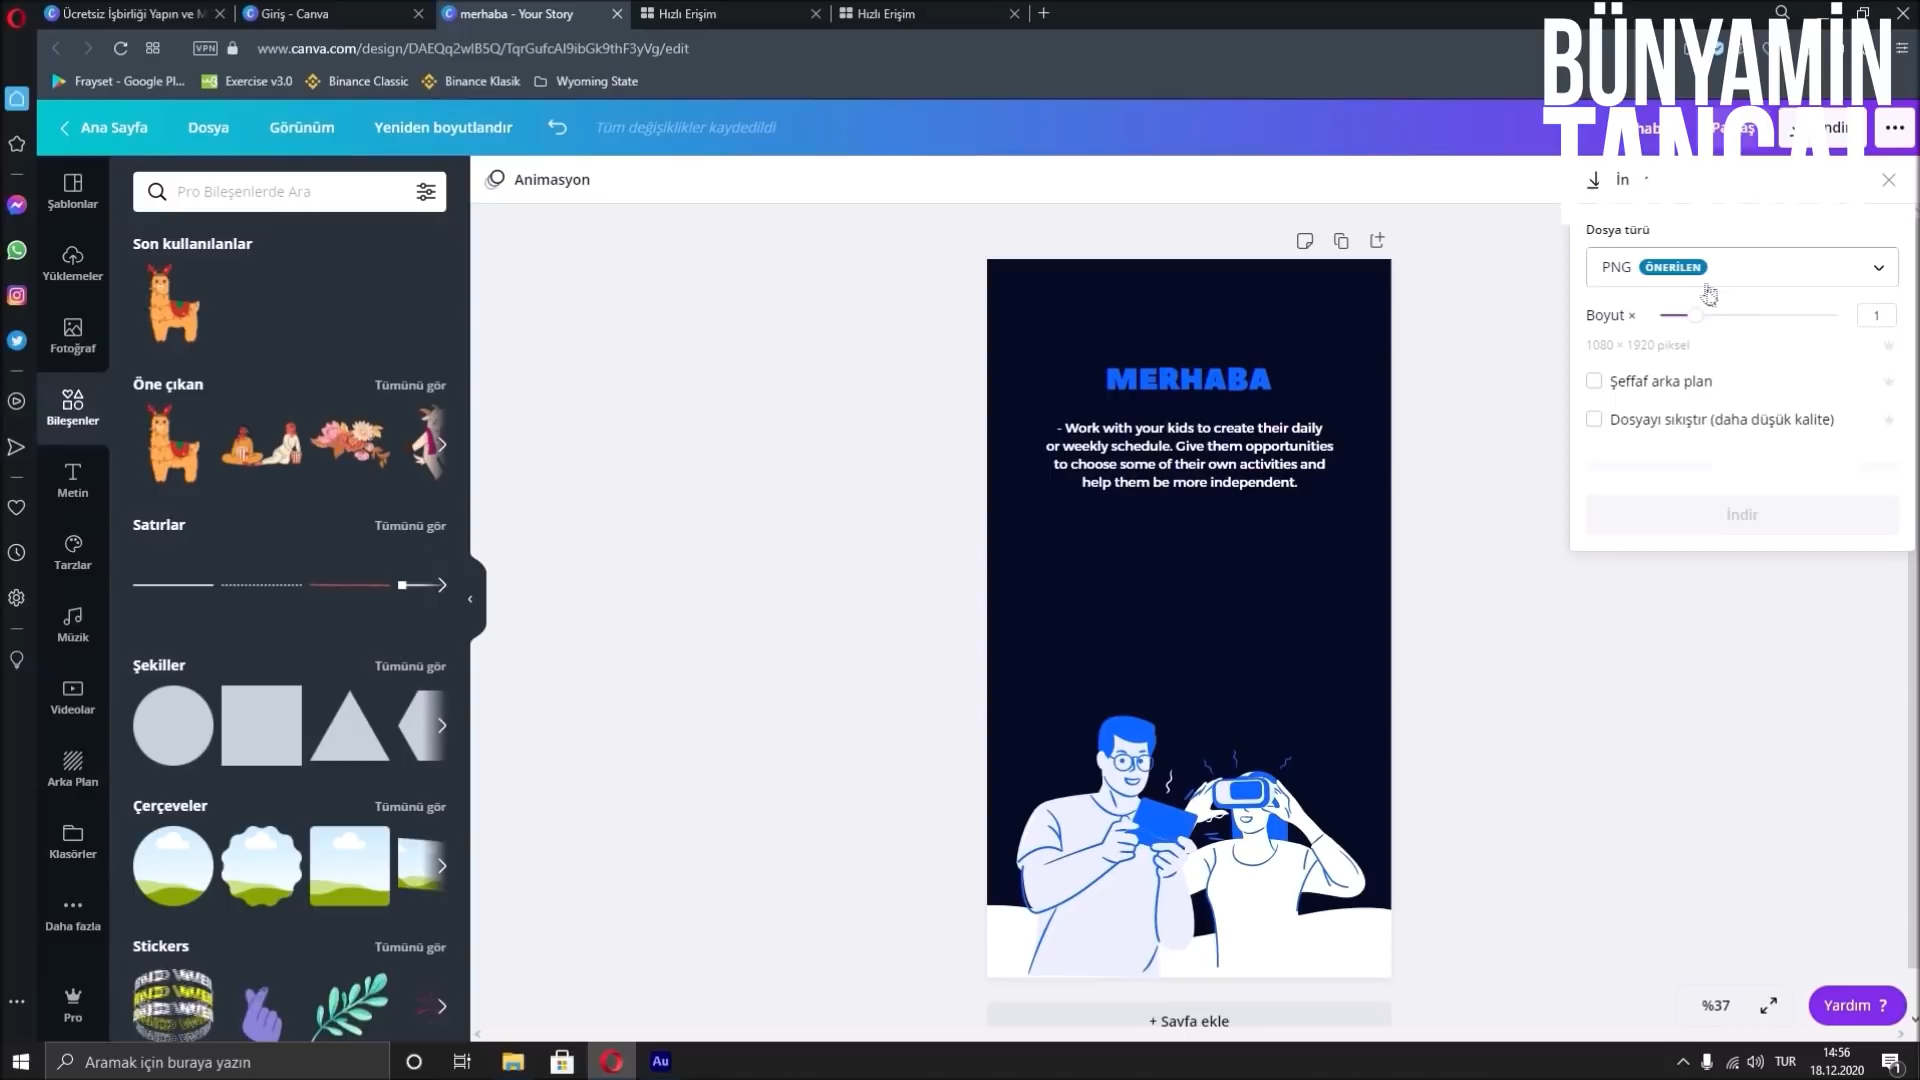 Ücretsiz İşbirliği Yapın ve M
Giriş - Canva
merhaba - Your Story
Hızlı Erişim
Hızlı Erişim
VPN
www.canva.com/design/DAEQq2wIB5Q/TqrGufcAI9ibGk9thF3yVg/edit
Frayset - Google Pl...
Exercise v3.0
Binance Classic
Binance Klasik
Wyoming State
BÜNYAMİN
Ana Sayfa
Dosya
Görünüm
Yeniden boyutlandır
Tüm değişiklikler kaydedildi
Şablonlar
Yüklemeler
Fotoğraf
Bileşenler
Metin
Tarzlar
Müzik
Videolar
Arka Plan
Klasörler
Daha fazla
Pro
Pro Bileşenlerde Ara
Son kullanılanlar
Öne çıkan
Tümünü gör
Satırlar
Tümünü gör
Şekiller
Tümünü gör
Çerçeveler
Tümünü gör
Stickers
Tümünü gör
Animasyon
MERHABA
- Work with your kids to create their daily
or weekly schedule. Give them opportunities
to choose some of their own activities and
help them be more independent.
+ Sayfa ekle
Dosya türü
PNG ÖNERİLEN
Boyut ×
1
1080 × 1920 piksel
Şeffaf arka plan
Dosyayı sıkıştır (daha düşük kalite)
İndir
%37
Yardım ?
Aramak için buraya yazın
Au
TUR
14:56
18.12.2020
1